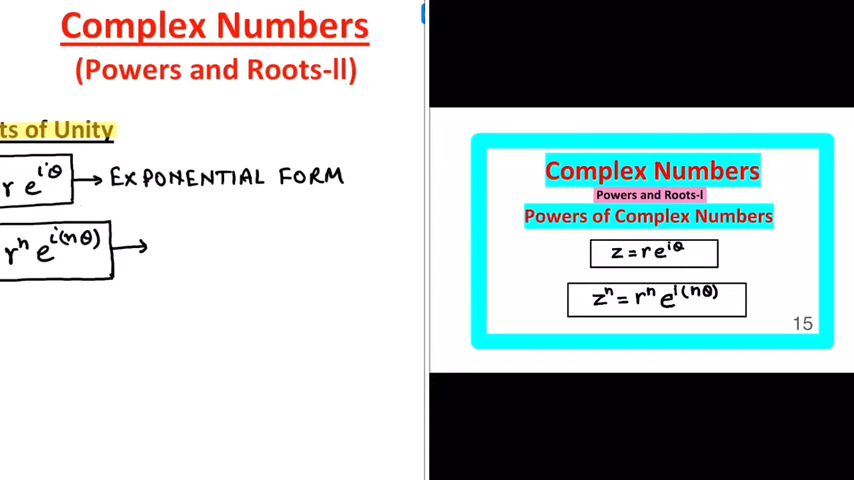 Complex Numbers
(Powers and Roots-II)
ts of Unity
r e^{iθ} → EXPONENTIAL FORM
r^n e^{i(nθ)} →
Complex Numbers
Powers and Roots-I
Powers of Complex Numbers
z = r e^{iθ}
z^n = r^n e^{i(nθ)}
15